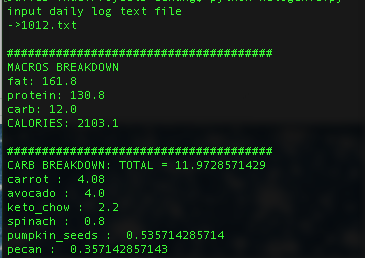 input daily log text file
->1012.txt
########################################
MACROS BREAKDOWN
fat: 161.8
protein: 130.8
carb: 12.0
CALORIES: 2103.1
########################################
CARB BREAKDOWN: TOTAL = 11.9728571429
carrot :  4.08
avocado :  4.0
keto_chow :  2.2
spinach :  0.8
pumpkin_seeds :  0.535714285714
pecan :  0.357142857143